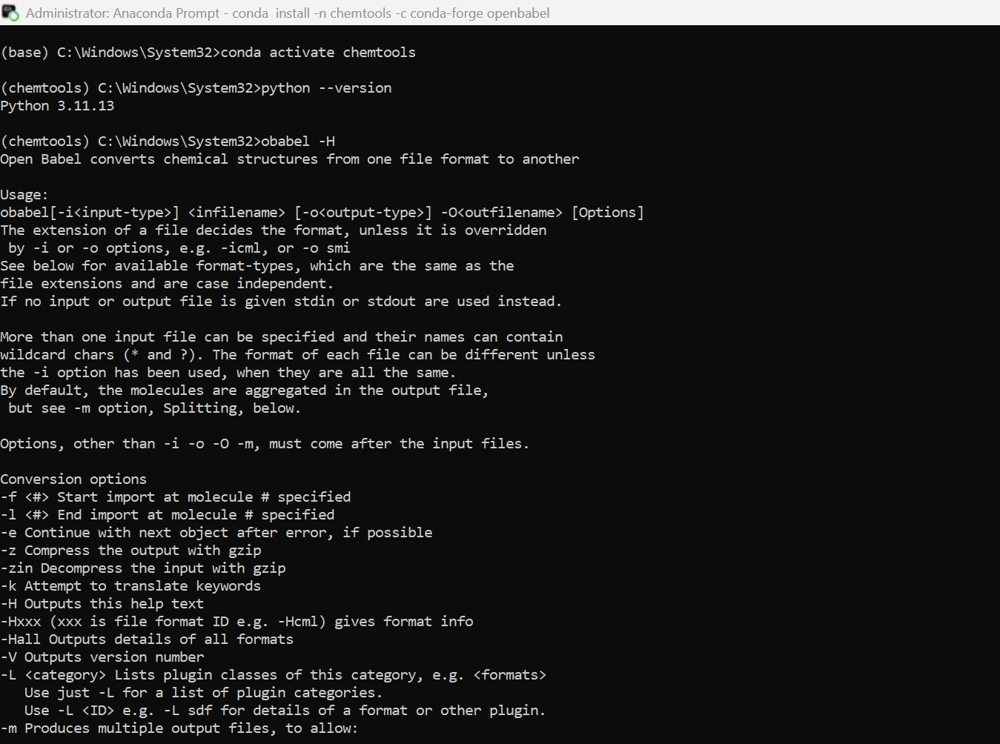 Administrator: Anaconda Prompt - conda  install -n chemtools -c conda-forge openbabel
(base) C:\Windows\System32>conda activate chemtools
(chemtools) C:\Windows\System32>python --version
Python 3.11.13
(chemtools) C:\Windows\System32>obabel -H
Open Babel converts chemical structures from one file format to another
Usage:
obabel[-i<input-type>] <infilename> [-o<output-type>] -O<outfilename> [Options]
The extension of a file decides the format, unless it is overridden
 by -i or -o options, e.g. -icml, or -o smi
See below for available format-types, which are the same as the
file extensions and are case independent.
If no input or output file is given stdin or stdout are used instead.
More than one input file can be specified and their names can contain
wildcard chars (* and ?). The format of each file can be different unless
the -i option has been used, when they are all the same.
By default, the molecules are aggregated in the output file,
 but see -m option, Splitting, below.
Options, other than -i -o -O -m, must come after the input files.
Conversion options
-f <#> Start import at molecule # specified
-l <#> End import at molecule # specified
-e Continue with next object after error, if possible
-z Compress the output with gzip
-zin Decompress the input with gzip
-k Attempt to translate keywords
-H Outputs this help text
-Hxxx (xxx is file format ID e.g. -Hcml) gives format info
-Hall Outputs details of all formats
-V Outputs version number
-L <category> Lists plugin classes of this category, e.g. <formats>
   Use just -L for a list of plugin categories.
   Use -L <ID> e.g. -L sdf for details of a format or other plugin.
-m Produces multiple output files, to allow: